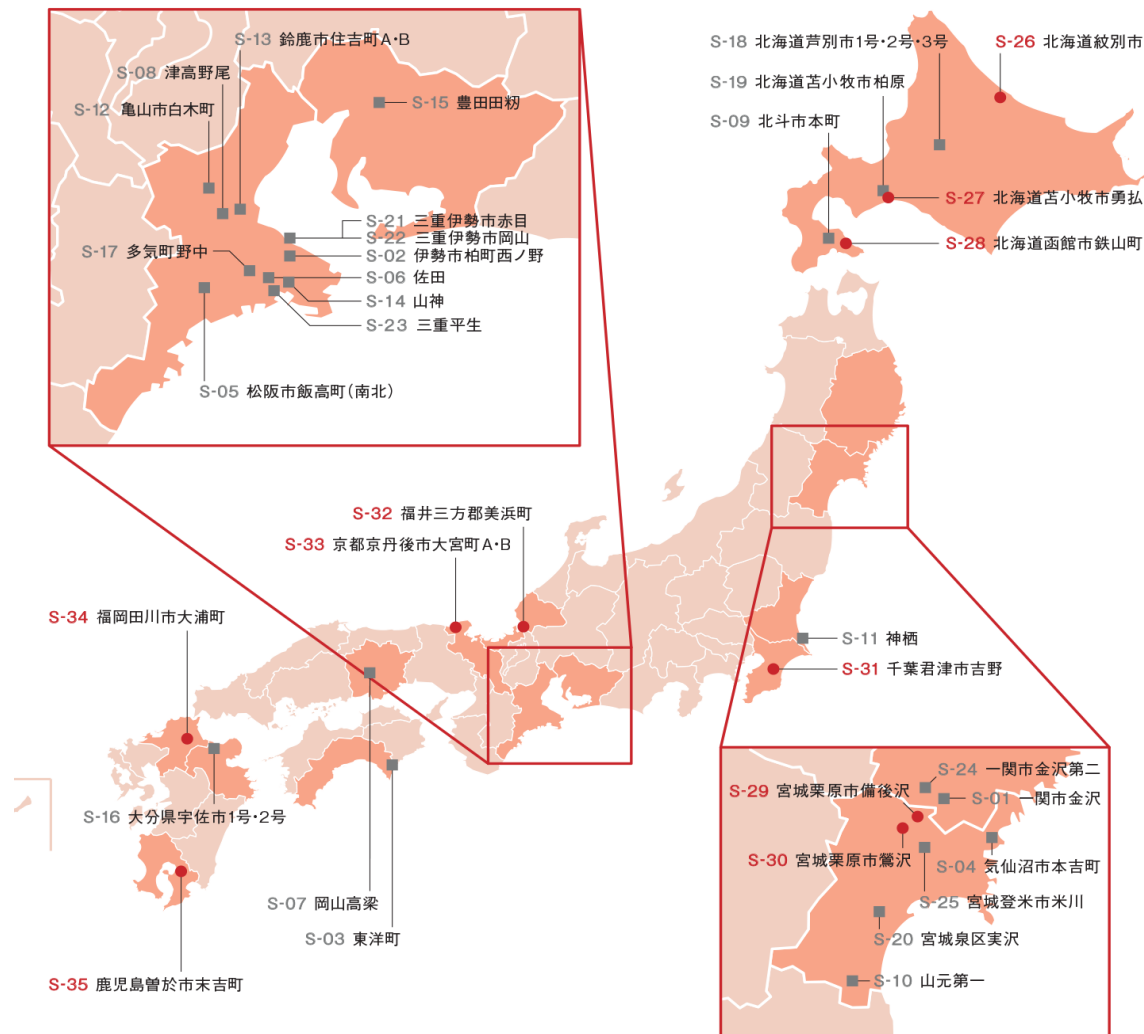 S-13 鈴鹿市住吉町A・B
S-08 津高野尾
S-12 亀山市白木町
S-15 豊田田籾
S-21 三重伊勢市赤目
S-22 三重伊勢市岡山
S-17 多気町野中
S-02 伊勢市柏町西ノ野
S-06 佐田
S-14 山神
S-23 三重平生
S-05 松阪市飯高町(南北)
S-18 北海道芦別市1号・2号・3号
S-26 北海道紋別市
S-19 北海道苫小牧市柏原
S-09 北斗市本町
S-27 北海道苫小牧市勇払
S-28 北海道函館市鉄山町
S-32 福井三方郡美浜町
S-33 京都京丹後市大宮町A・B
S-34 福岡田川市大浦町
S-11 神栖
S-31 千葉君津市吉野
S-16 大分県宇佐市1号・2号
S-07 岡山高梁
S-03 東洋町
S-35 鹿児島曽於市末吉町
S-24 一関市金沢第二
S-29 宮城栗原市備後沢
S-01 一関市金沢
S-30 宮城栗原市鶯沢
S-04 気仙沼市本吉町
S-25 宮城登米市米川
S-20 宮城泉区実沢
S-10 山元第一